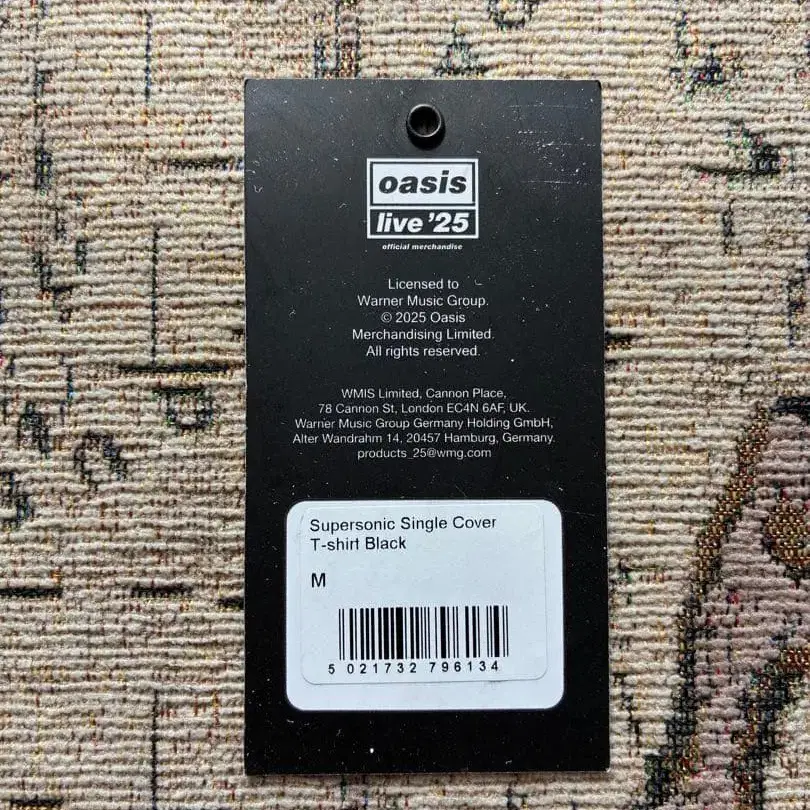 oasis
live '25
official merchandise
Licensed to
Warner Music Group.
© 2025 Oasis
Merchandising Limited.
All rights reserved.
WMIS Limited, Cannon Place,
78 Cannon St, London EC4N 6AF, UK.
Warner Music Group Germany Holding GmbH,
Alter Wandrahm 14, 20457 Hamburg, Germany.
products_25@wmg.com
Supersonic Single Cover
T-shirt Black
M
5 021732 796134